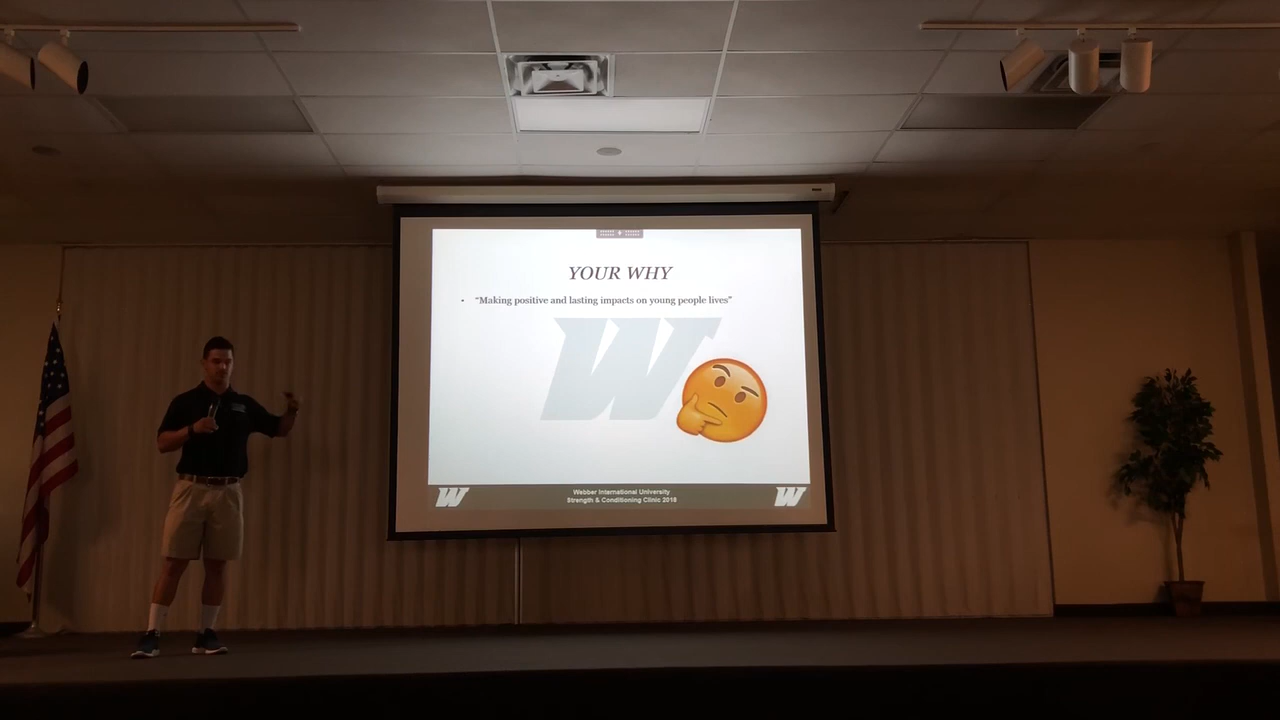 YOUR WHY
• “Making positive and lasting impacts on young people lives”
W
W
Webber International University
Strength & Conditioning Clinic 2018
W